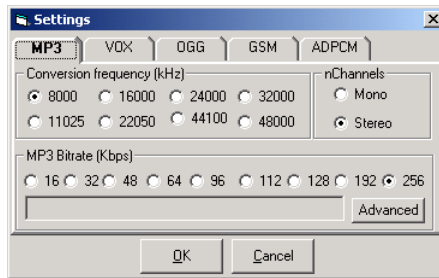 Settings
MP3 VOX OGG GSM ADPCM
Conversion frequency (kHz) nChannels
8000 16000 24000 32000 Mono
11025 22050 44100 48000 Stereo
MP3 Bitrate (Kbps)
16 32 48 64 96 112 128 192 256
Advanced
OK Cancel